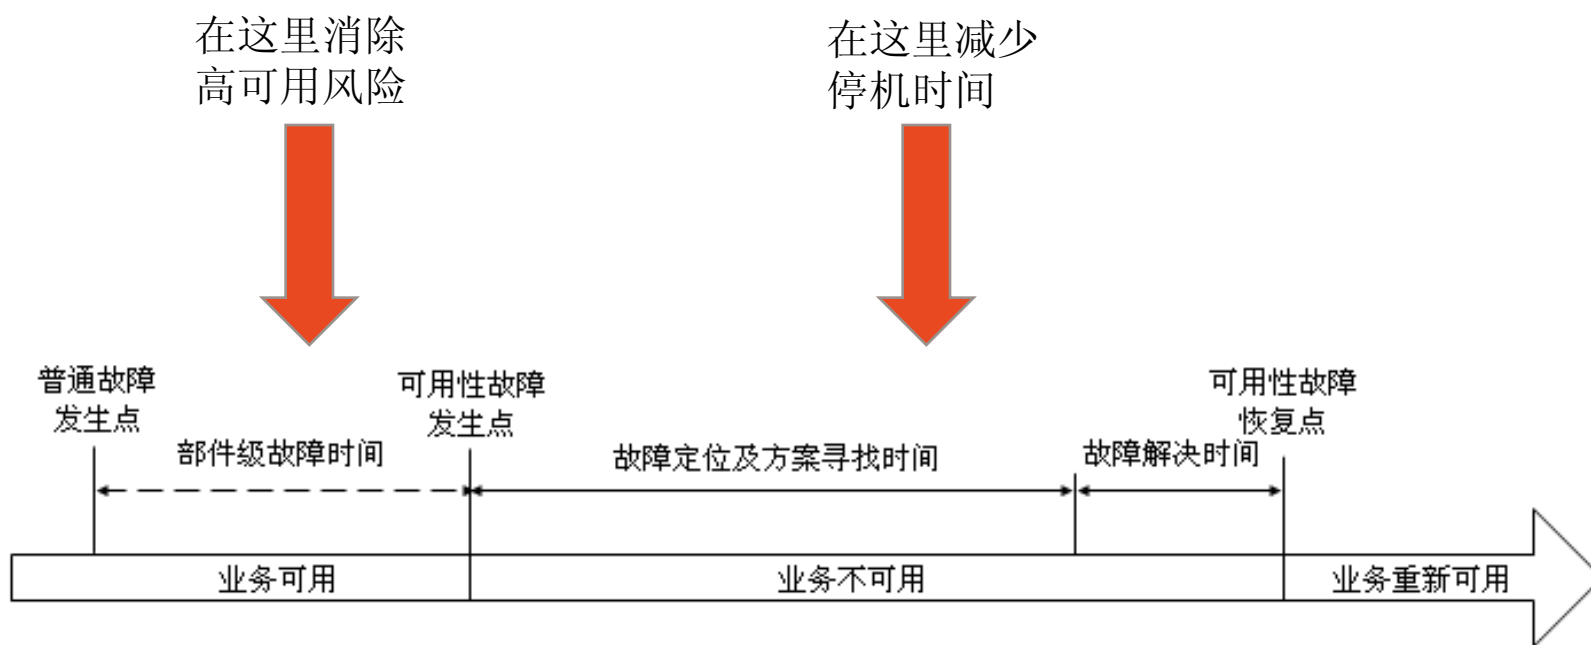 在这里消除
高可用风险
在这里减少
停机时间
普通故障
发生点
可用性故障
发生点
可用性故障
恢复点
部件级故障时间
故障定位及方案寻找时间
故障解决时间
业务可用
业务不可用
业务重新可用